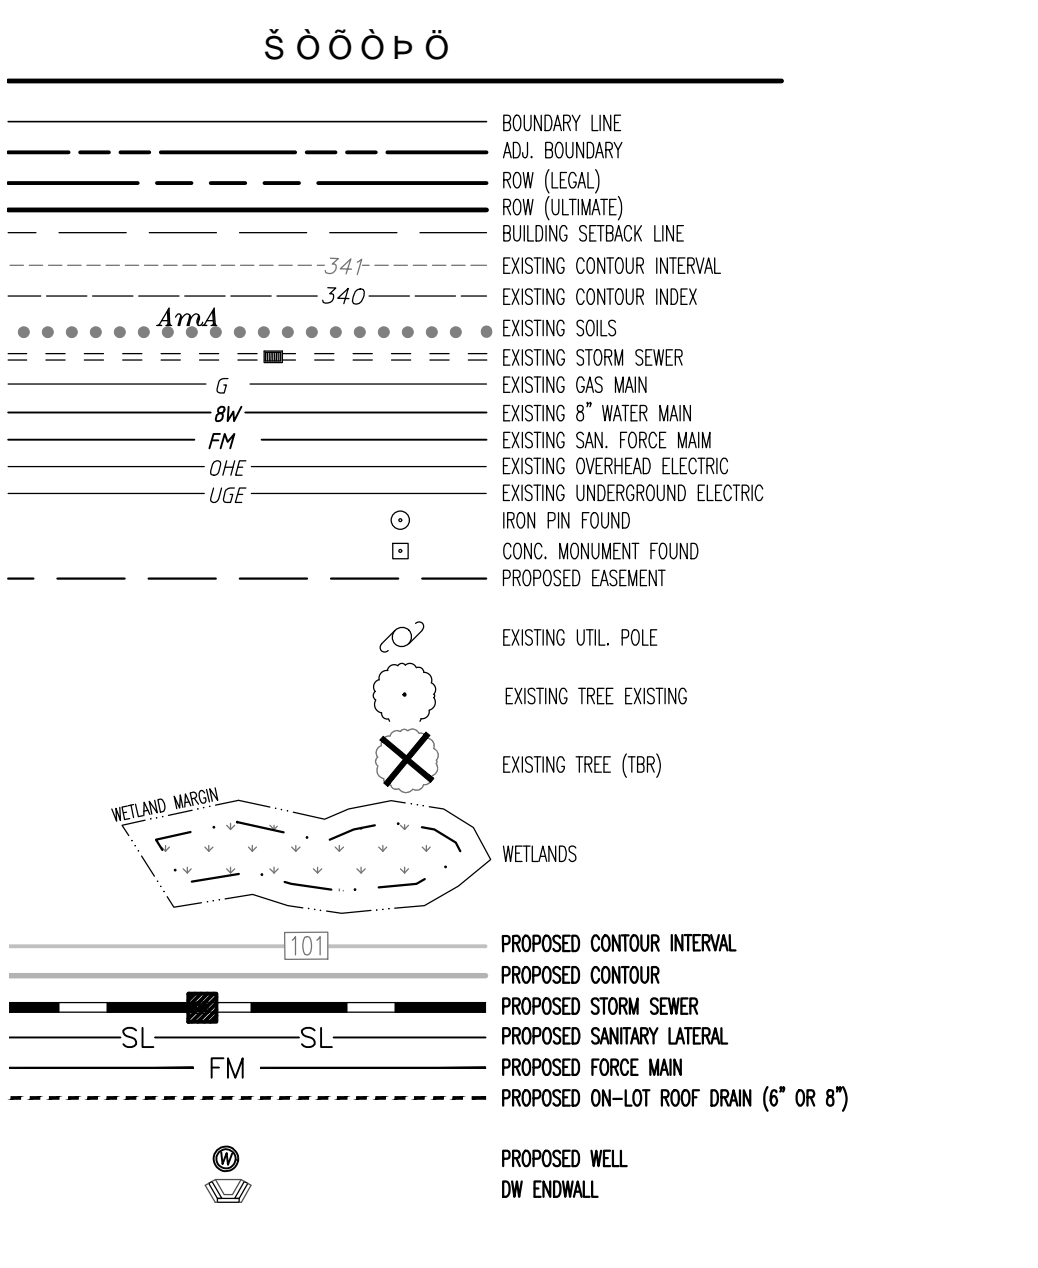 ŠÒÕÒÞÖ
BOUNDARY LINE
ADJ. BOUNDARY
ROW (LEGAL)
ROW (ULTIMATE)
BUILDING SETBACK LINE
341 EXISTING CONTOUR INTERVAL
340 EXISTING CONTOUR INDEX
AmA EXISTING SOILS
EXISTING STORM SEWER
G EXISTING GAS MAIN
8W EXISTING 8" WATER MAIN
FM EXISTING SAN. FORCE MAIM
OHE EXISTING OVERHEAD ELECTRIC
UGE EXISTING UNDERGROUND ELECTRIC
IRON PIN FOUND
CONC. MONUMENT FOUND
PROPOSED EASEMENT
EXISTING UTIL. POLE
EXISTING TREE EXISTING
EXISTING TREE (TBR)
WETLAND MARGIN
WETLANDS
101 PROPOSED CONTOUR INTERVAL
PROPOSED CONTOUR
PROPOSED STORM SEWER
SL SL PROPOSED SANITARY LATERAL
FM PROPOSED FORCE MAIN
PROPOSED ON-LOT ROOF DRAIN (6" OR 8")
W PROPOSED WELL
DW ENDWALL